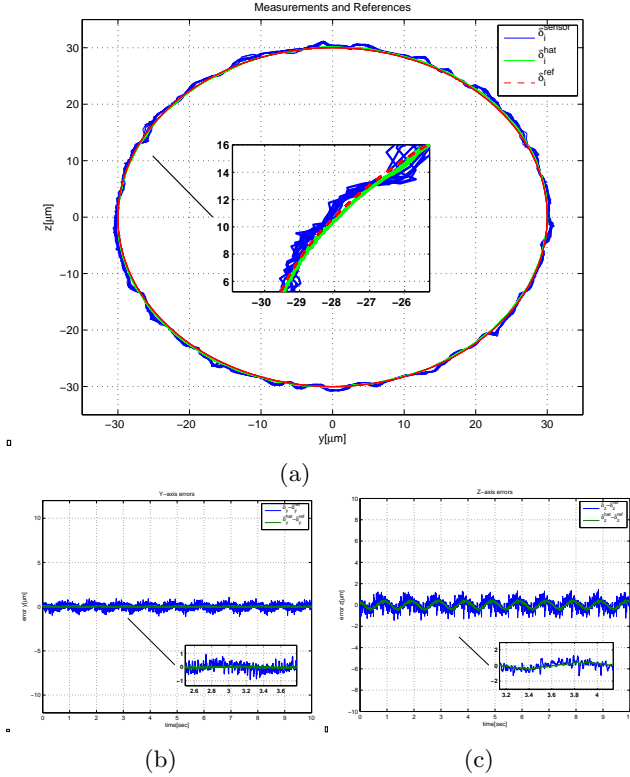 Measurements and References
δ_i^sensor
δ_i^hat
δ_i^ref
30
20
10
0
−10
−20
−30
z[μm]
16
14
12
10
8
6
−30 −29 −28 −27 −26
−30 −20 −10 0 10 20 30
y[μm]
(a)
Y−axis errors
10
5
0
−5
−10
error y[μm]
1
0
−1
2.6 2.8 3 3.2 3.4 3.6
0 1 2 3 4 5 6 7 8 9 10
time[sec]
(b)
Z−axis errors
10
8
6
4
2
0
−2
−4
−6
−8
−10
error z[μm]
2
0
−2
3.2 3.4 3.6 3.8 4
0 1 2 3 4 5 6 7 8 9 10
time[sec]
(c)